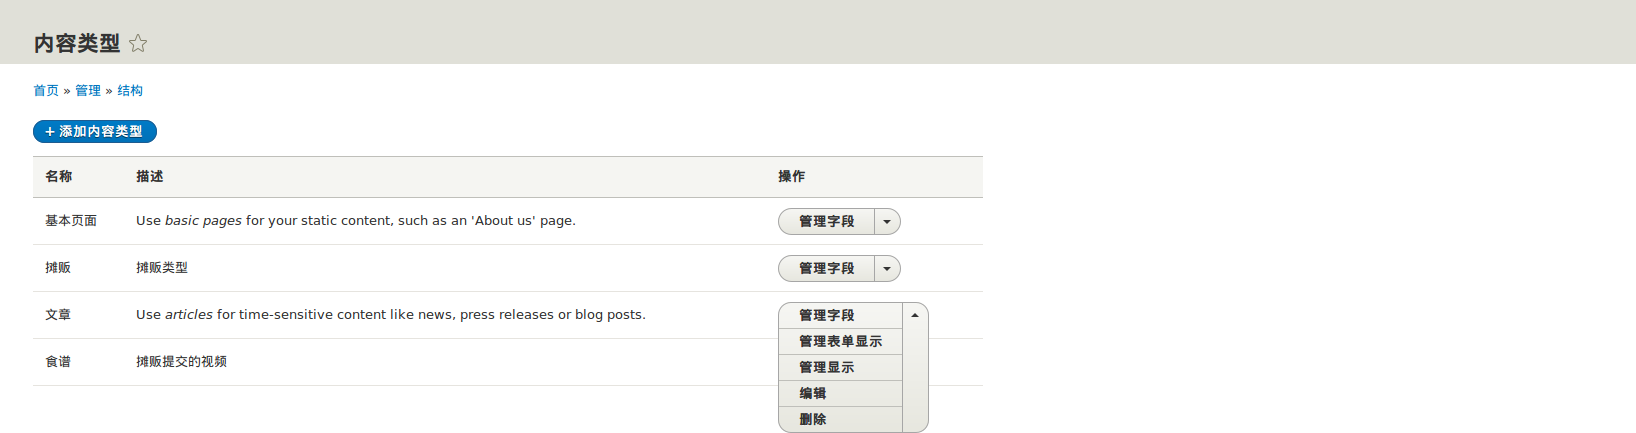 内容类型
首页 » 管理 » 结构
+ 添加内容类型
名称 描述 操作
基本页面 Use basic pages for your static content, such as an 'About us' page. 管理字段
摊贩 摊贩类型 管理字段
文章 Use articles for time-sensitive content like news, press releases or blog posts. 管理字段
管理表单显示
食谱 摊贩提交的视频 管理显示
编辑
删除